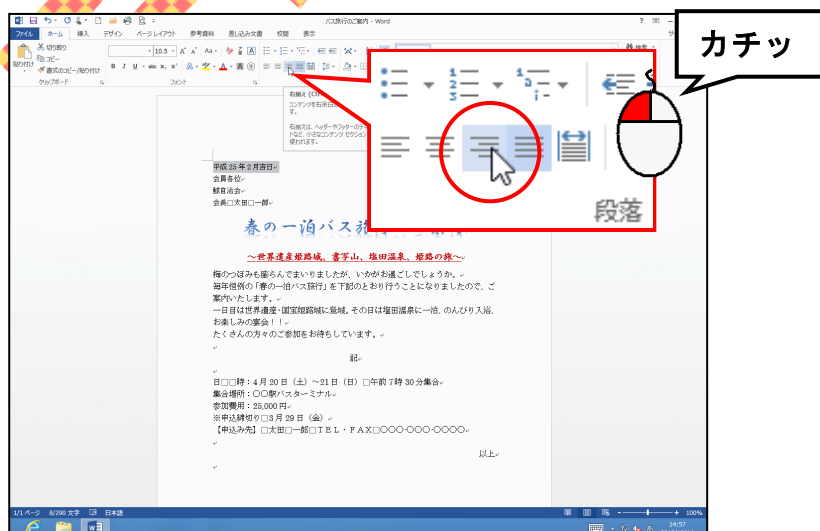 バス旅行のご案内 - Word
ファイル ホーム 挿入 デザイン ページ レイアウト 参考資料 差し込み文書 校閲 表示
切り取り
コピー
書式のコピー/貼り付け
貼り付け
10.5
クリップボード フォント
カチッ
段落
右揃え
平成 25 年 2 月吉日
会員各位
鯉自治会
会長□太田□一郎
～世界遺産姫路城、書写山、塩田温泉、姫路の旅～
梅のつぼみも膨らんでまいりましたが、いかがお過ごしでしょうか。
毎年恒例の「春の一泊バス旅行」を下記のとおり行うことになりましたので、ご
案内いたします。
一日目は世界遺産・国宝姫路城に登城。その日は塩田温泉に一泊、のんびり入浴、
お楽しみの宴会！！
たくさんの方々のご参加をお待ちしています。
記
日□□時：4 月 20 日（土）～21 日（日）□午前 7 時 30 分集合
集合場所：〇〇駅バスターミナル
参加費用：25,000 円
※申込締切り□3 月 29 日（金）
【申込み先】□太田□一郎□ＴＥＬ・ＦＡＸ□〇〇〇-〇〇〇-〇〇〇〇
以上
1/1 ページ 8/290 文字 日本語
100%
14:57